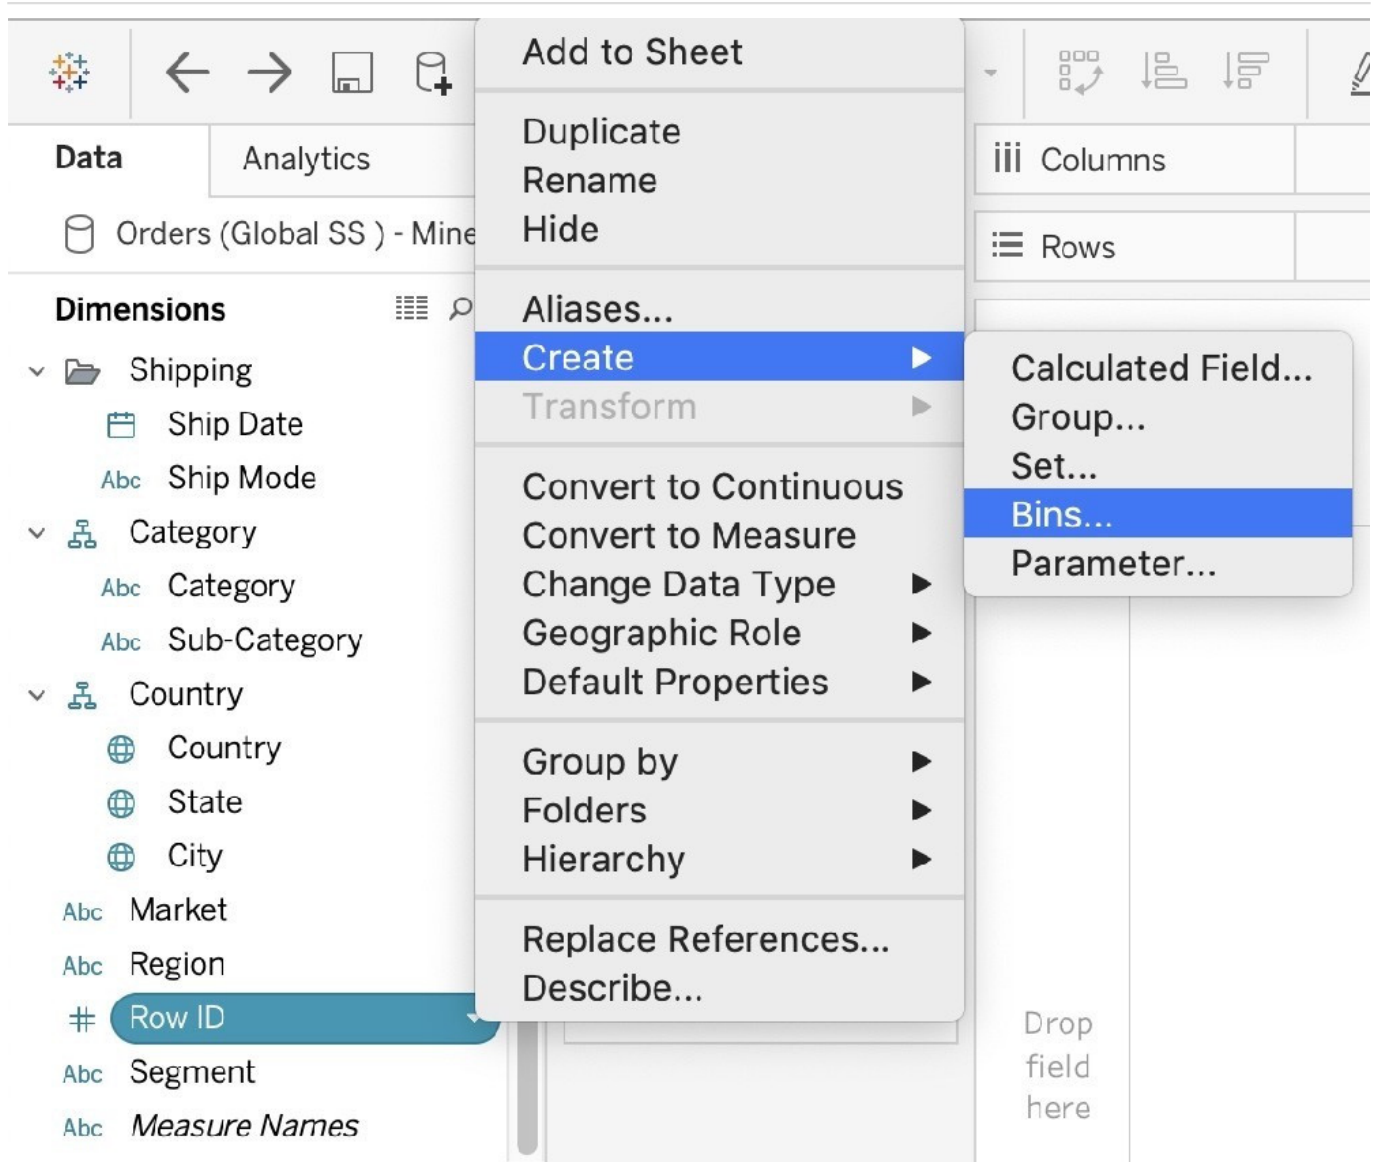 Add to Sheet
Duplicate
Rename
Hide
Aliases...
Create
Transform
Convert to Continuous
Convert to Measure
Change Data Type
Geographic Role
Default Properties
Group by
Folders
Hierarchy
Replace References...
Describe...
Calculated Field...
Group...
Set...
Bins...
Parameter...
Data Analytics
Orders (Global SS ) - Mine
Dimensions
Shipping
Ship Date
Abc Ship Mode
Category
Abc Category
Abc Sub-Category
Country
Country
State
City
Abc Market
Abc Region
Row ID
Abc Segment
Abc Measure Names
Columns
Rows
Drop
field
here